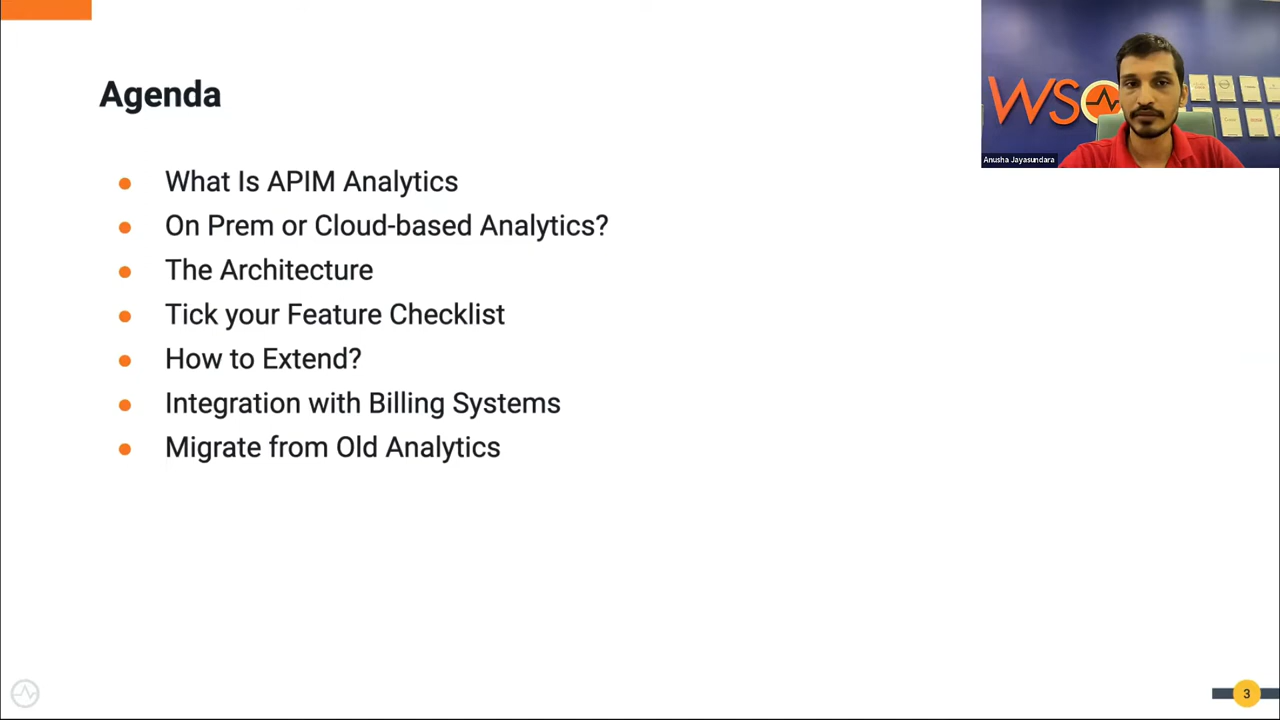 Agenda
What Is APIM Analytics
On Prem or Cloud-based Analytics?
The Architecture
Tick your Feature Checklist
How to Extend?
Integration with Billing Systems
Migrate from Old Analytics
WSO
Anusha Jayasundara
3